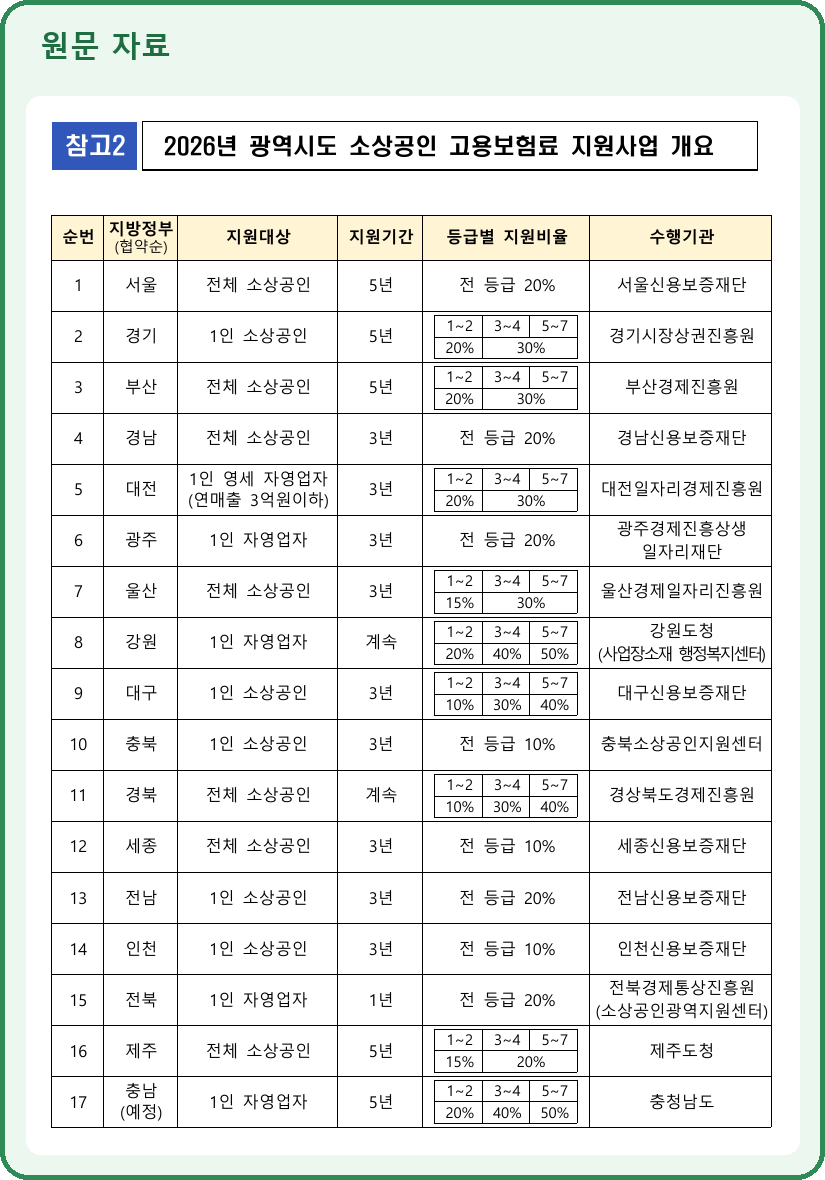 원문 자료
참고2 2026년 광역시도 소상공인 고용보험료 지원사업 개요
순번 지방정부 (협약순) 지원대상 지원기간 등급별 지원비율 수행기관
1 서울 전체 소상공인 5년 전 등급 20% 서울신용보증재단
2 경기 1인 소상공인 5년 1~2 3~4 5~7 경기시장상권진흥원
20% 30%
3 부산 전체 소상공인 5년 1~2 3~4 5~7 부산경제진흥원
20% 30%
4 경남 전체 소상공인 3년 전 등급 20% 경남신용보증재단
5 대전 1인 영세 자영업자 (연매출 3억원이하) 3년 1~2 3~4 5~7 대전일자리경제진흥원
20% 30%
6 광주 1인 자영업자 3년 전 등급 20% 광주경제진흥상생 일자리재단
7 울산 전체 소상공인 3년 1~2 3~4 5~7 울산경제일자리진흥원
15% 30%
8 강원 1인 자영업자 계속 1~2 3~4 5~7 강원도청
20% 40% 50% (사업장소재 행정복지센터)
9 대구 1인 소상공인 3년 1~2 3~4 5~7 대구신용보증재단
10% 30% 40%
10 충북 1인 소상공인 3년 전 등급 10% 충북소상공인지원센터
11 경북 전체 소상공인 계속 1~2 3~4 5~7 경상북도경제진흥원
10% 30% 40%
12 세종 전체 소상공인 3년 전 등급 10% 세종신용보증재단
13 전남 1인 소상공인 3년 전 등급 20% 전남신용보증재단
14 인천 1인 소상공인 3년 전 등급 10% 인천신용보증재단
15 전북 1인 자영업자 1년 전 등급 20% 전북경제통상진흥원 (소상공인광역지원센터)
16 제주 전체 소상공인 5년 1~2 3~4 5~7 제주도청
15% 20%
17 충남 (예정) 1인 자영업자 5년 1~2 3~4 5~7 충청남도
20% 40% 50%